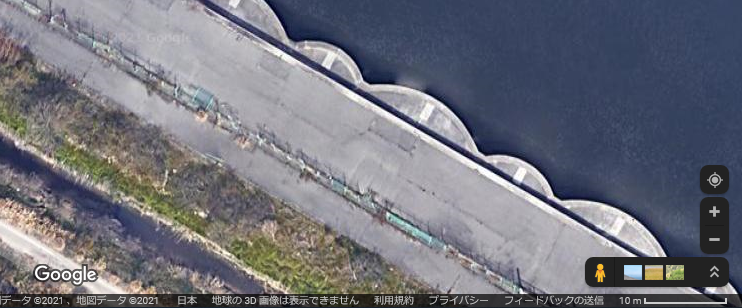 © 2021 Google
Google
データ ©2021 、地図データ ©2021 日本 地球の 3D 画像は表示できません 利用規約 プライバシー フィードバックの送信 10 m